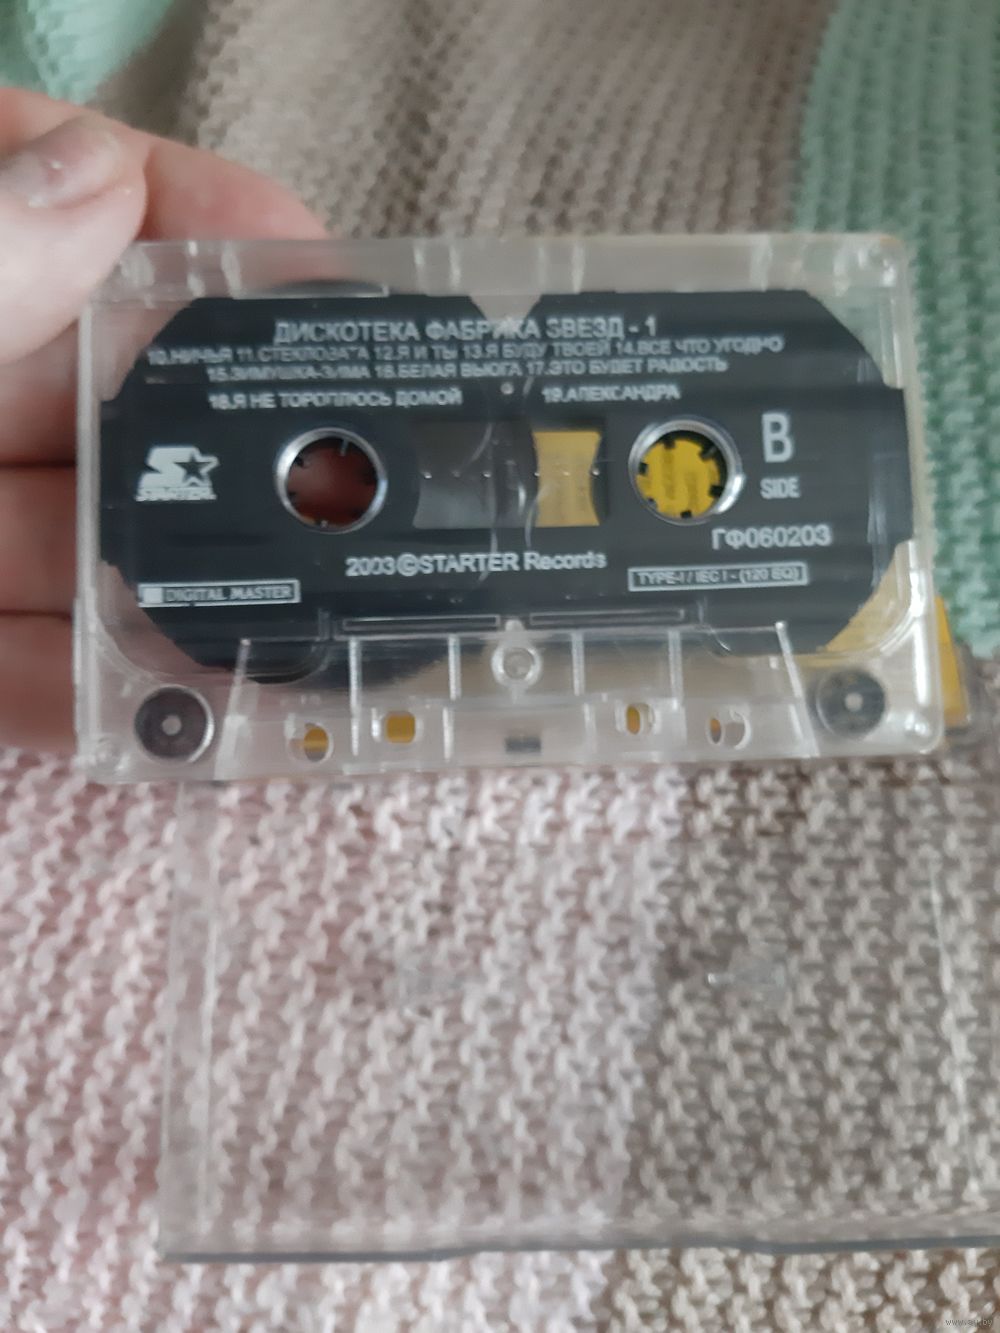 ДИСКОТЕКА ФАБРИКА ЗВЕЗД - 1
10.НИЧЬЯ 11.СТЕКЛОВАТА 12.Я И ТЫ 13.Я БУДУ ТВОЕЙ 14.ВСЕ ЧТО УГОДНО
15.ЗИМУШКА-ЗИМА 16.БЕЛАЯ ВЬЮГА 17.ЭТО БУДЕТ РАДОСТЬ
18.Я НЕ ТОРОПЛЮСЬ ДОМОЙ 19.АЛЕКСАНДРА
STARTER
B
SIDE
ГФ060203
2003 ©STARTER Records
TYPE-I / IEC I - (120 EQ)
DIGITAL MASTER